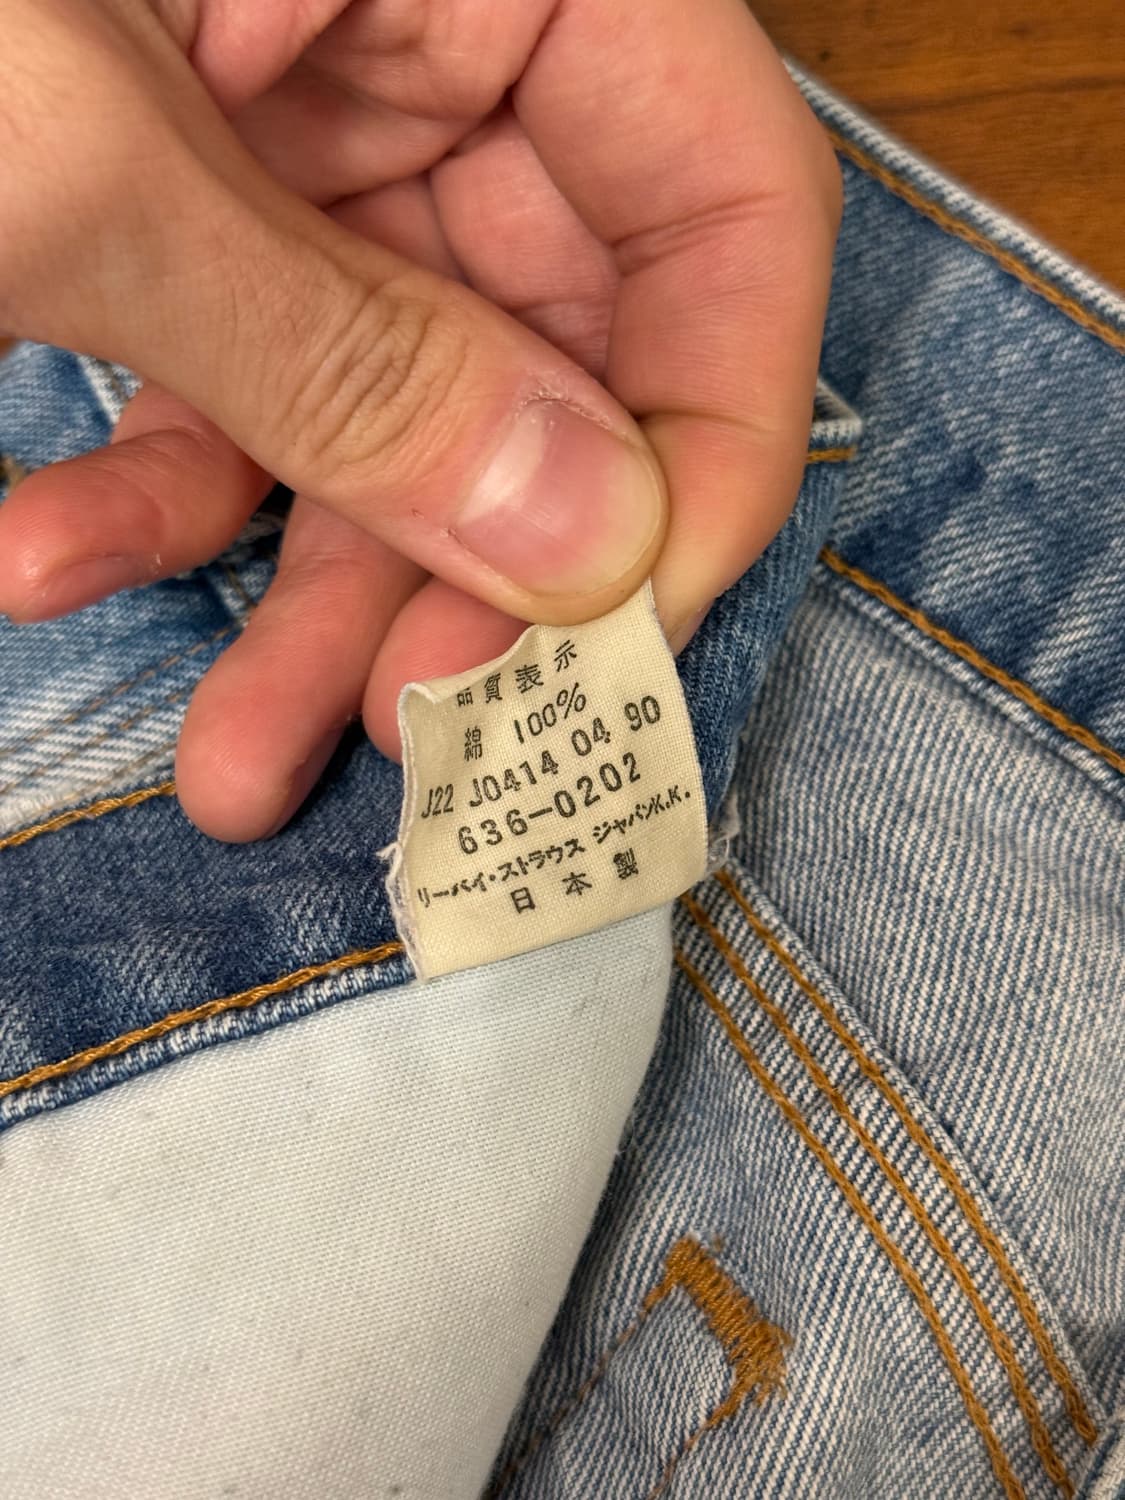 品質表示
綿 100%
J22 J0414 04 90
636-0202
リーバイ・ストラウス ジャパンK.K.
日本製